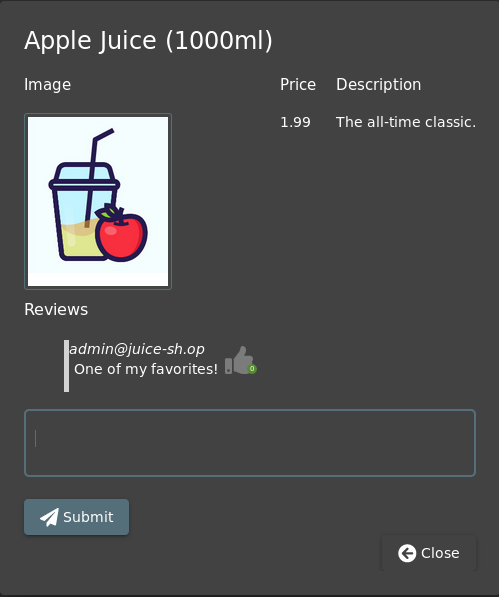 Apple Juice (1000ml)
Image Price Description
1.99 The all-time classic.
Reviews
admin@juice-sh.op
One of my favorites! 0
Submit
Close